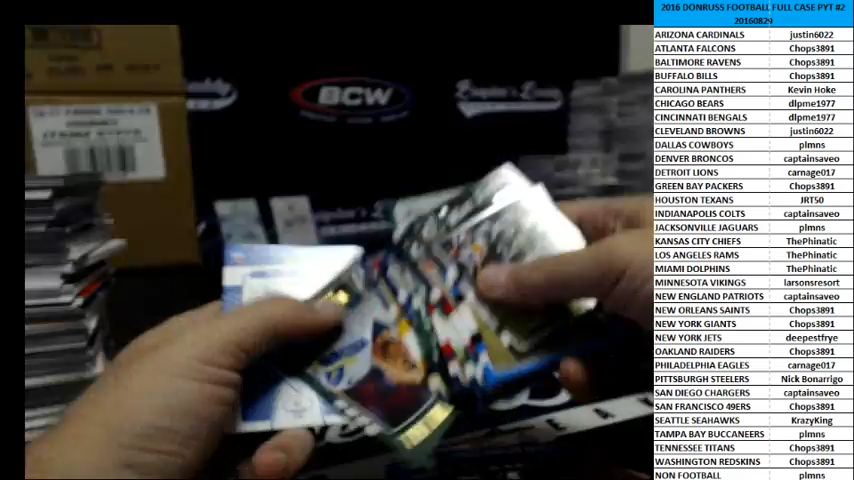 BCW
2016 DONRUSS FOOTBALL FULL CASE PYT #2
20160829
ARIZONA CARDINALS justin6022
ATLANTA FALCONS Chops3891
BALTIMORE RAVENS Chops3891
BUFFALO BILLS Chops3891
CAROLINA PANTHERS Kevin Hoke
CHICAGO BEARS dlpme1977
CINCINNATI BENGALS dlpme1977
CLEVELAND BROWNS justin6022
DALLAS COWBOYS plmns
DENVER BRONCOS captainsaveo
DETROIT LIONS carnage017
GREEN BAY PACKERS Chops3891
HOUSTON TEXANS JRT50
INDIANAPOLIS COLTS captainsaveo
JACKSONVILLE JAGUARS plmns
KANSAS CITY CHIEFS ThePhinatic
LOS ANGELES RAMS ThePhinatic
MIAMI DOLPHINS ThePhinatic
MINNESOTA VIKINGS larsonsresort
NEW ENGLAND PATRIOTS captainsaveo
NEW ORLEANS SAINTS Chops3891
NEW YORK GIANTS Chops3891
NEW YORK JETS deepestfrye
OAKLAND RAIDERS Chops3891
PHILADELPHIA EAGLES carnage017
PITTSBURGH STEELERS Nick Bonarrigo
SAN DIEGO CHARGERS captainsaveo
SAN FRANCISCO 49ERS Chops3891
SEATTLE SEAHAWKS KrazyKing
TAMPA BAY BUCCANEERS plmns
TENNESSEE TITANS Chops3891
WASHINGTON REDSKINS Chops3891
NON FOOTBALL plmns